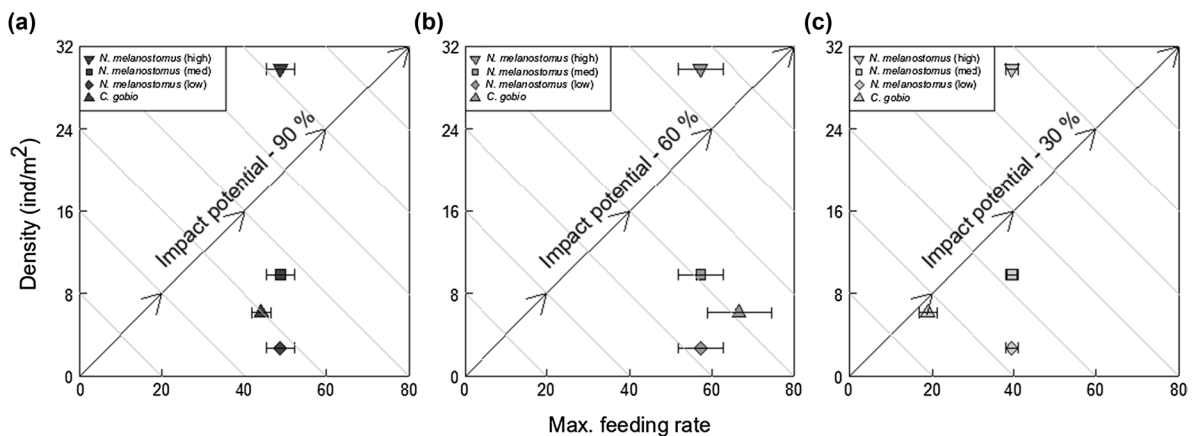 (a)
(b)
(c)
Density (ind/m²)
32
24
16
8
0
N. melanostomus (high)
N. melanostomus (med)
N. melanostomus (low)
C. gobio
Impact potential - 90 %
0 20 40 60 80
32
24
16
8
0
N. melanostomus (high)
N. melanostomus (med)
N. melanostomus (low)
C. gobio
Impact potential - 60 %
0 20 40 60 80
32
24
16
8
0
N. melanostomus (high)
N. melanostomus (med)
N. melanostomus (low)
C. gobio
Impact potential - 30 %
0 20 40 60 80
Max. feeding rate